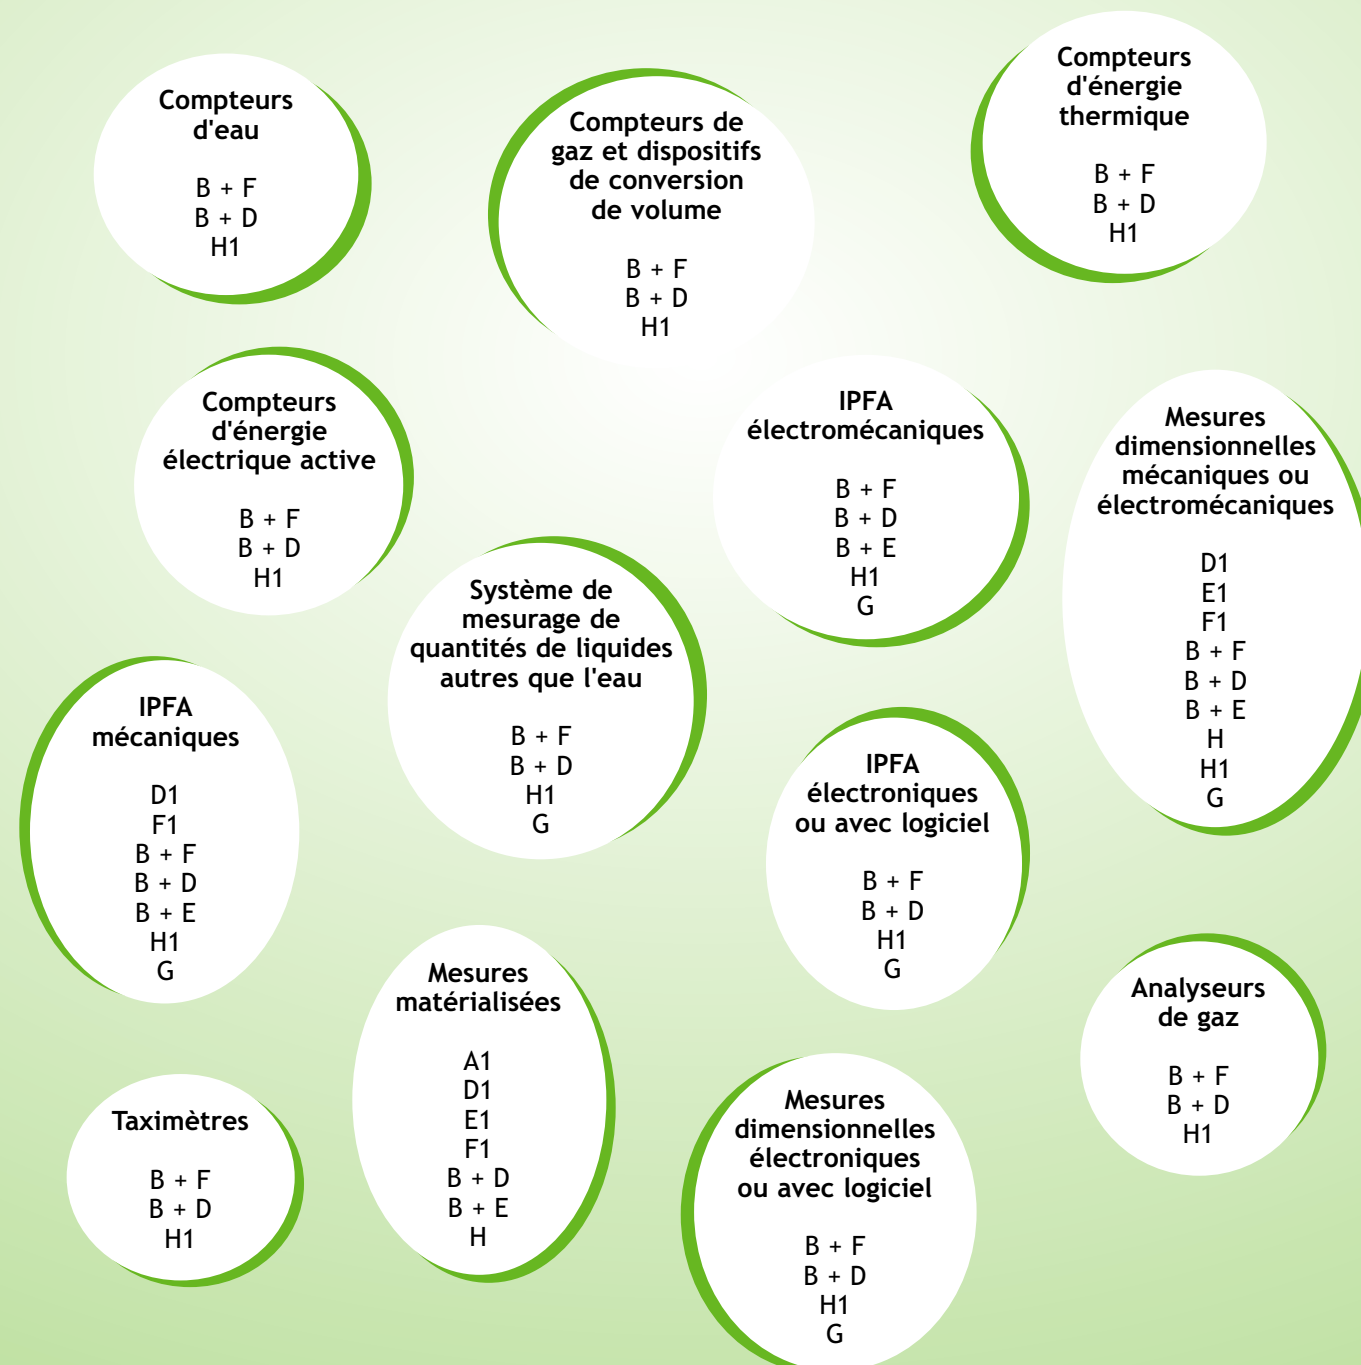 Compteurs
d'eau
B + F
B + D
H1
Compteurs de
gaz et dispositifs
de conversion
de volume
B + F
B + D
H1
Compteurs
d'énergie
thermique
B + F
B + D
H1
Compteurs
d'énergie
électrique active
B + F
B + D
H1
IPFA
électromécaniques
B + F
B + D
B + E
H1
G
Mesures
dimensionnelles
mécaniques ou
électromécaniques
D1
E1
F1
B + F
B + D
B + E
H
H1
G
Système de
mesurage de
quantités de liquides
autres que l'eau
B + F
B + D
H1
G
IPFA
mécaniques
D1
F1
B + F
B + D
B + E
H1
G
IPFA
électroniques
ou avec logiciel
B + F
B + D
H1
G
Mesures
matérialisées
A1
D1
E1
F1
B + D
B + E
H
Analyseurs
de gaz
B + F
B + D
H1
Taximètres
B + F
B + D
H1
Mesures
dimensionnelles
électroniques
ou avec logiciel
B + F
B + D
H1
G